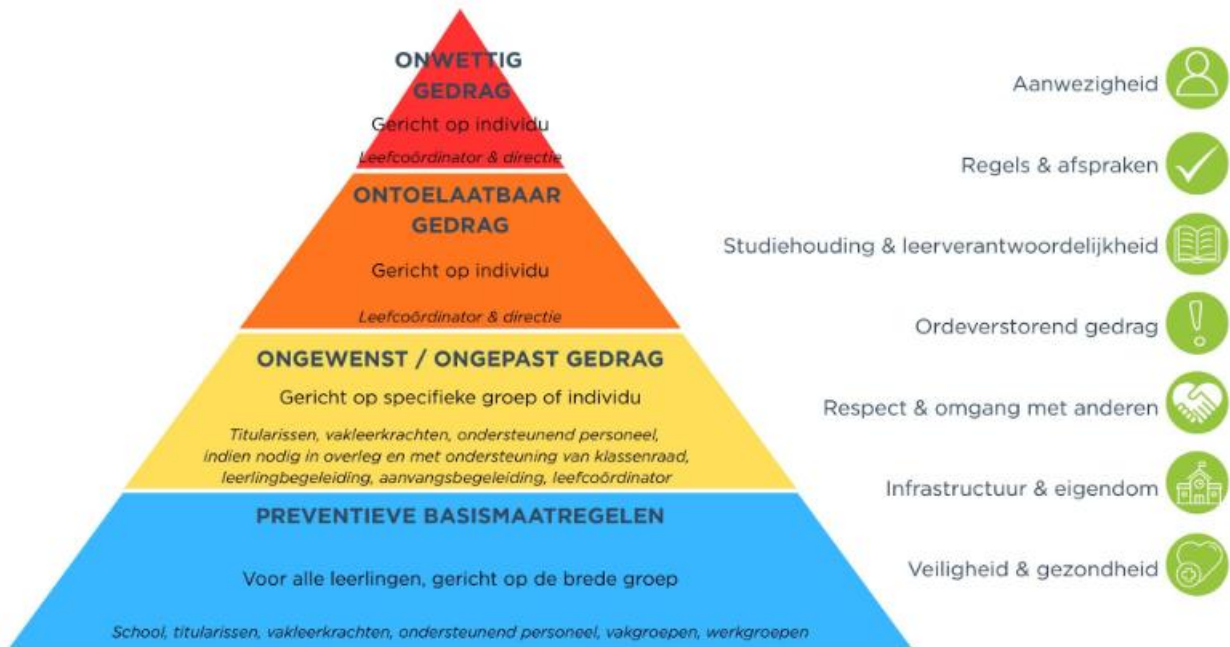 ONWETTIG
GEDRAG
Gericht op individu
Leefcoördinator & directie
ONTOELAATBAAR
GEDRAG
Gericht op individu
Leefcoördinator & directie
ONGEWENST / ONGEPAST GEDRAG
Gericht op specifieke groep of individu
Titularissen, vakleerkrachten, ondersteunend personeel,
indien nodig in overleg en met ondersteuning van klassenraad,
leerlingbegeleiding, aanvangsbegeleiding, leefcoördinator
PREVENTIEVE BASISMAATREGELEN
Voor alle leerlingen, gericht op de brede groep
School, titularissen, vakleerkrachten, ondersteunend personeel, vakgroepen, werkgroepen
Aanwezigheid
Regels & afspraken
Studiehouding & leerverantwoordelijkheid
Ordeverstorend gedrag
Respect & omgang met anderen
Infrastructuur & eigendom
Veiligheid & gezondheid